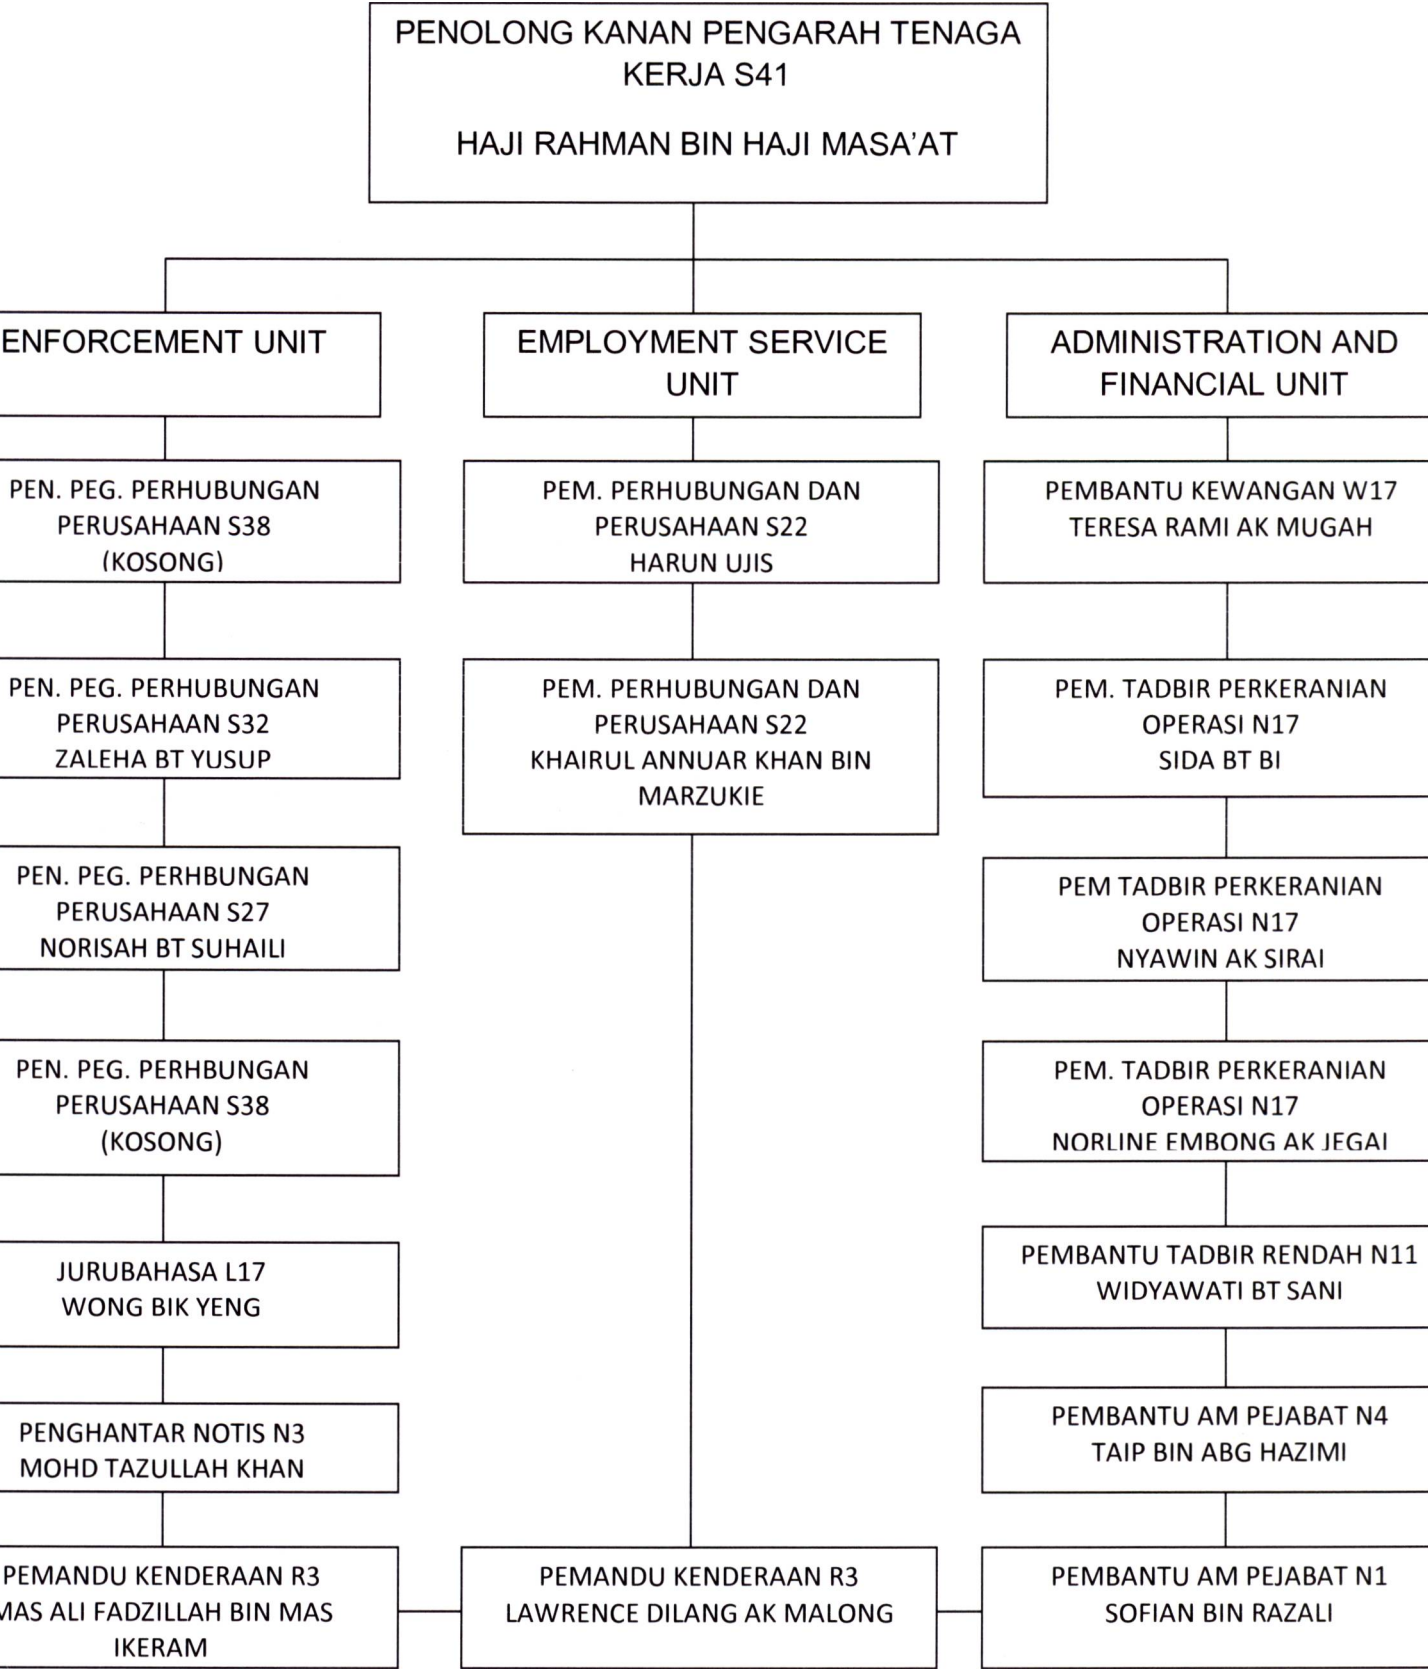 PENOLONG KANAN PENGARAH TENAGA
KERJA S41
HAJI RAHMAN BIN HAJI MASA'AT
ENFORCEMENT UNIT
EMPLOYMENT SERVICE
UNIT
ADMINISTRATION AND
FINANCIAL UNIT
PEN. PEG. PERHUBUNGAN
PERUSAHAAN S38
(KOSONG)
PEM. PERHUBUNGAN DAN
PERUSAHAAN S22
HARUN UJIS
PEMBANTU KEWANGAN W17
TERESA RAMI AK MUGAH
PEN. PEG. PERHUBUNGAN
PERUSAHAAN S32
ZALEHA BT YUSUP
PEM. PERHUBUNGAN DAN
PERUSAHAAN S22
KHAIRUL ANNUAR KHAN BIN
MARZUKIE
PEM. TADBIR PERKERANIAN
OPERASI N17
SIDA BT BI
PEN. PEG. PERHBUNGAN
PERUSAHAAN S27
NORISAH BT SUHAILI
PEM TADBIR PERKERANIAN
OPERASI N17
NYAWIN AK SIRAI
PEN. PEG. PERHBUNGAN
PERUSAHAAN S38
(KOSONG)
PEM. TADBIR PERKERANIAN
OPERASI N17
NORLINE EMBONG AK JEGAI
JURUBAHASA L17
WONG BIK YENG
PEMBANTU TADBIR RENDAH N11
WIDYAWATI BT SANI
PENGHANTAR NOTIS N3
MOHD TAZULLAH KHAN
PEMBANTU AM PEJABAT N4
TAIP BIN ABG HAZIMI
PEMANDU KENDERAAN R3
MAS ALI FADZILLAH BIN MAS
IKERAM
PEMANDU KENDERAAN R3
LAWRENCE DILANG AK MALONG
PEMBANTU AM PEJABAT N1
SOFIAN BIN RAZALI